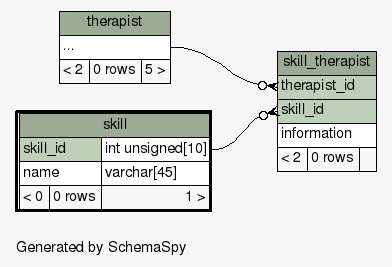 therapist
...
< 2 0 rows 5 >
skill_therapist
therapist_id
skill_id
information
< 2 0 rows
skill
skill_id int unsigned[10]
name varchar[45]
< 0 0 rows 1 >
Generated by SchemaSpy